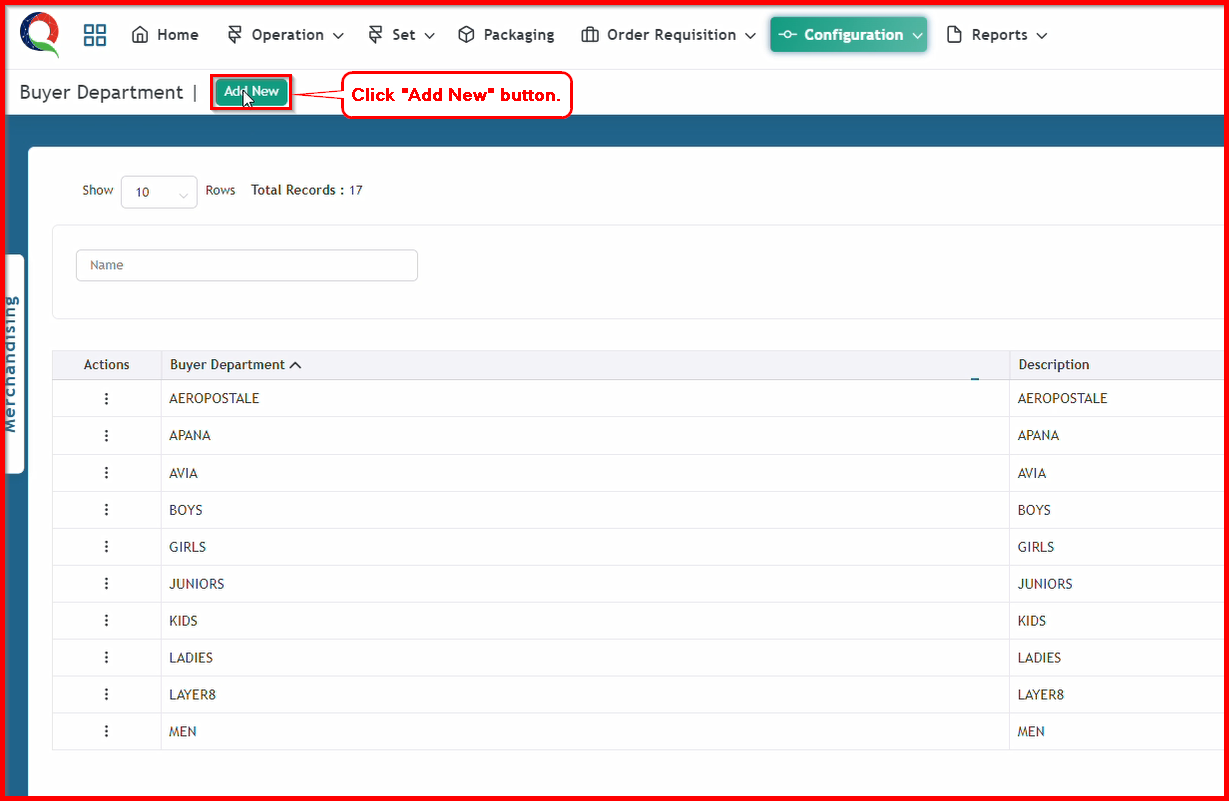 Home Operation Set Packaging Order Requisition Configuration Reports
Buyer Department | Add New Click "Add New" button.
Show 10 Rows Total Records : 17
Name
Merchandising
Actions Buyer Department Description
AEROPOSTALE AEROPOSTALE
APANA APANA
AVIA AVIA
BOYS BOYS
GIRLS GIRLS
JUNIORS JUNIORS
KIDS KIDS
LADIES LADIES
LAYER8 LAYER8
MEN MEN